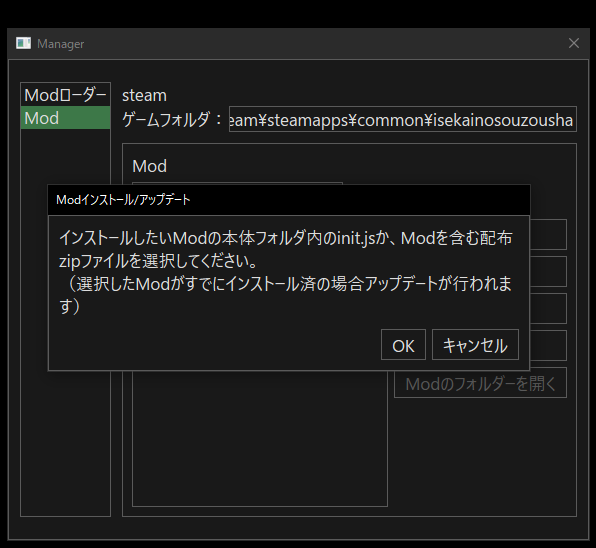 Manager
Modローダー
Mod
steam
ゲームフォルダ：
eam¥steamapps¥common¥isekainosouzousha
Mod
Modインストール/アップデート
インストールしたいModの本体フォルダ内のinit.jsか、Modを含む配布
zipファイルを選択してください。
（選択したModがすでにインストール済の場合アップデートが行われま
す）
OK
キャンセル
Modのフォルダーを開く